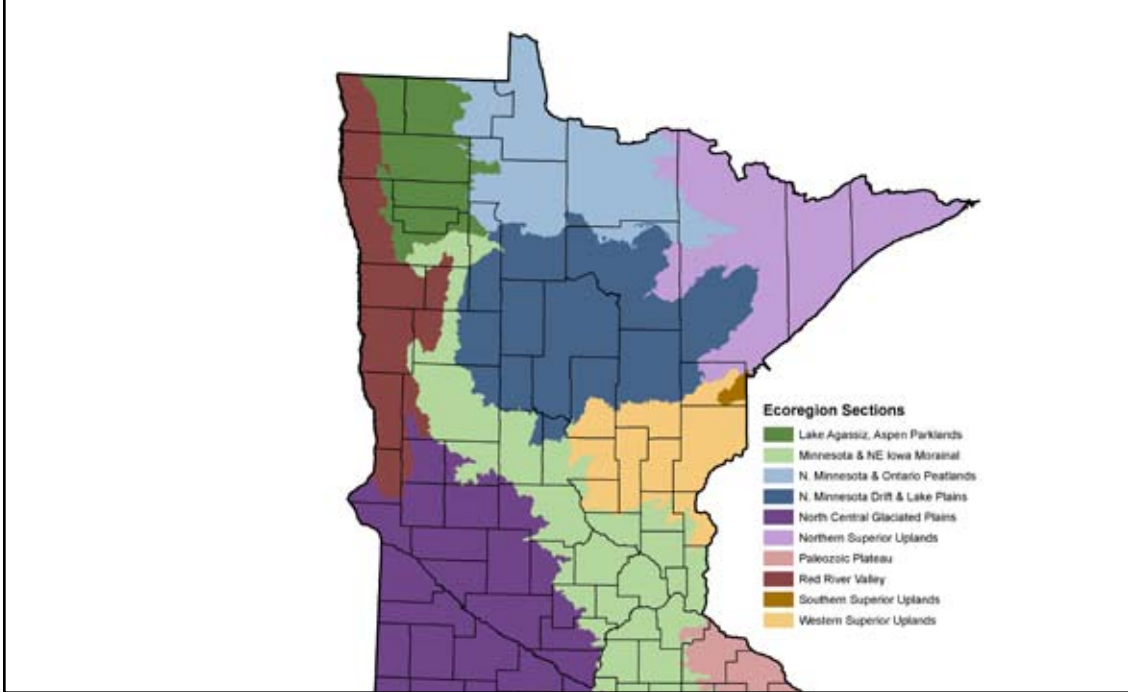 Ecoregion Sections
Lake Agassiz, Aspen Parklands
Minnesota & NE Iowa Morainal
N. Minnesota & Ontario Peatlands
N. Minnesota Drift & Lake Plains
North Central Glaciated Plains
Northern Superior Uplands
Paleozoic Plateau
Red River Valley
Southern Superior Uplands
Western Superior Uplands